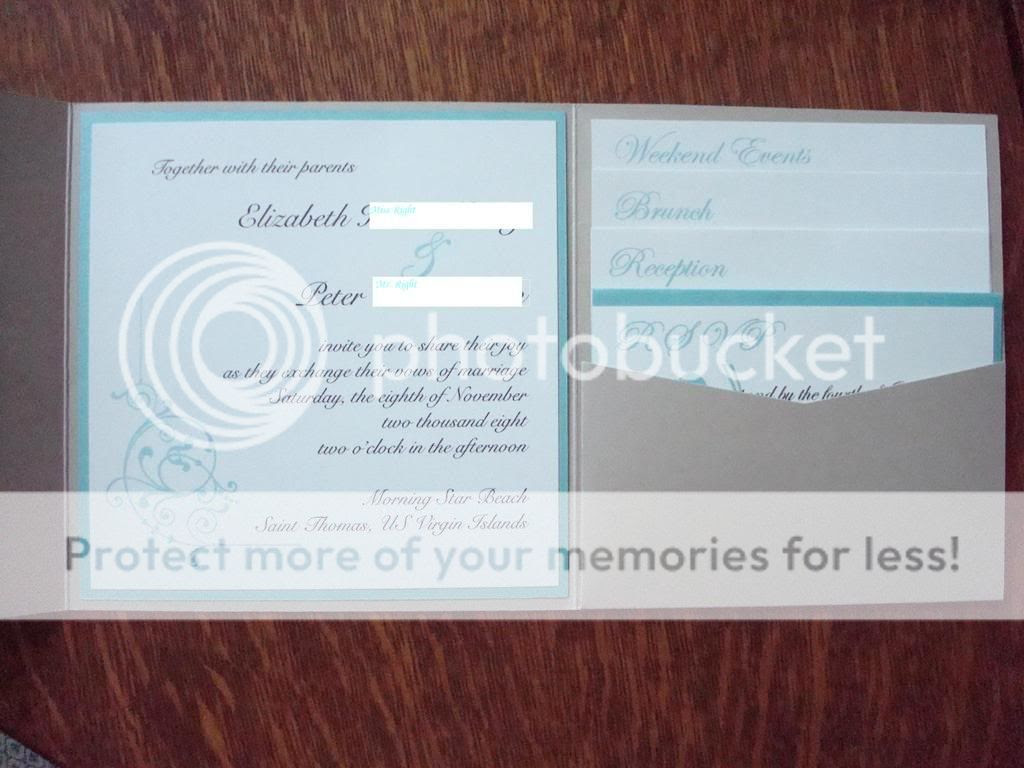 Together with their parents
Elizabeth
Miss Right
&
Peter
Mr. Right
invite you to share their joy
as they exchange their vows of marriage
Saturday, the eighth of November
two thousand eight
two o'clock in the afternoon
Morning Star Beach
Saint Thomas, US Virgin Islands
Weekend Events
Brunch
Reception
R.S.V.P.
by the
photobucket
Protect more of your memories for less!